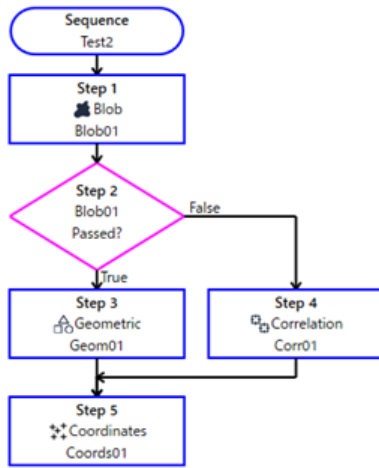 Sequence
Test2
Step 1
Blob
Blob01
Step 2
Blob01
Passed?
False
True
Step 3
Geometric
Geom01
Step 4
Correlation
Corr01
Step 5
Coordinates
Coords01